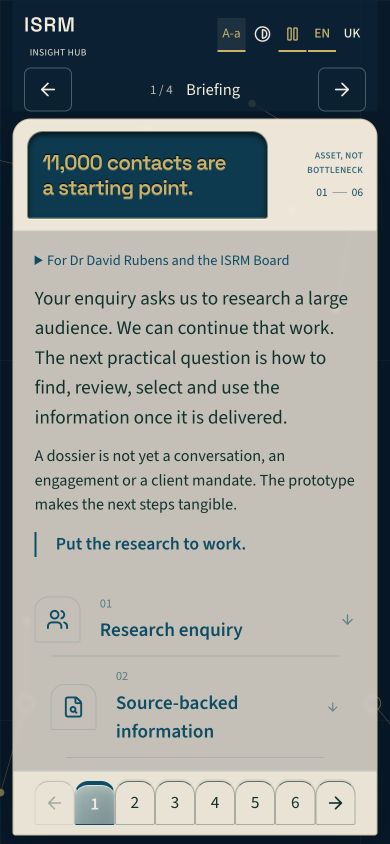 ISRM
INSIGHT HUB
A-a
EN
UK
1 / 4 Briefing
11,000 contacts are
a starting point.
ASSET, NOT
BOTTLENECK
01 — 06
For Dr David Rubens and the ISRM Board
Your enquiry asks us to research a large
audience. We can continue that work.
The next practical question is how to
find, review, select and use the
information once it is delivered.
A dossier is not yet a conversation, an
engagement or a client mandate. The prototype
makes the next steps tangible.
Put the research to work.
01
Research enquiry
02
Source-backed
information
1 2 3 4 5 6